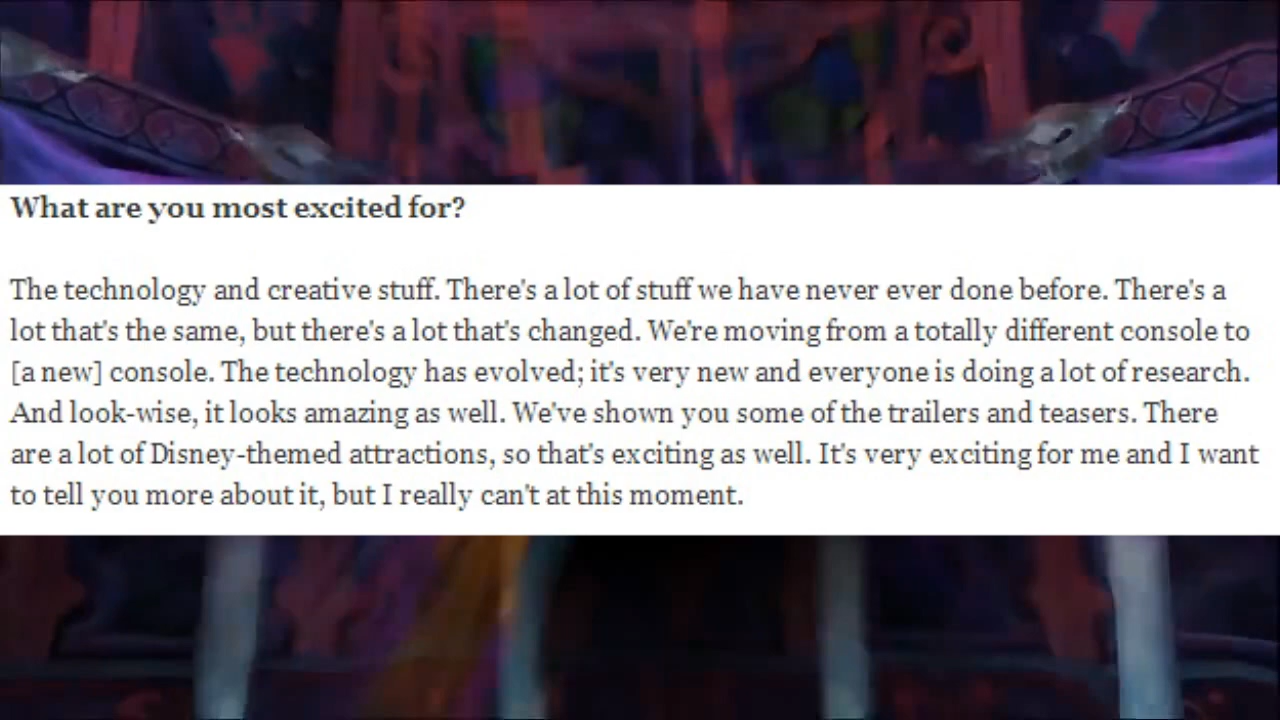 What are you most excited for?
The technology and creative stuff. There's a lot of stuff we have never ever done before. There's a
lot that's the same, but there's a lot that's changed. We're moving from a totally different console to
[a new] console. The technology has evolved; it's very new and everyone is doing a lot of research.
And look-wise, it looks amazing as well. We've shown you some of the trailers and teasers. There
are a lot of Disney-themed attractions, so that's exciting as well. It's very exciting for me and I want
to tell you more about it, but I really can't at this moment.